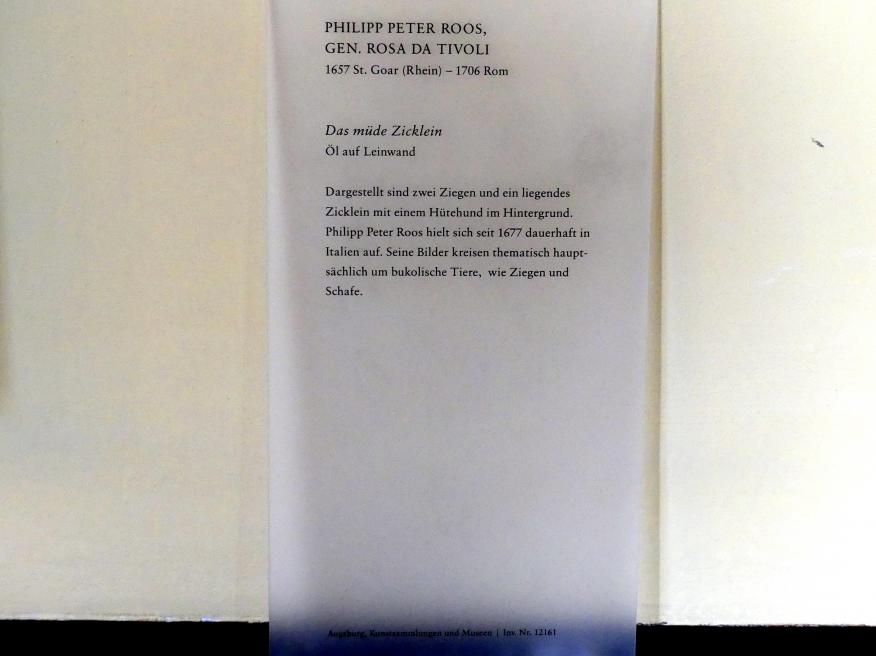 PHILIPP PETER ROOS,
GEN. ROSA DA TIVOLI
1657 St. Goar (Rhein) – 1706 Rom
Das müde Zicklein
Öl auf Leinwand
Dargestellt sind zwei Ziegen und ein liegendes
Zicklein mit einem Hütehund im Hintergrund.
Philipp Peter Roos hielt sich seit 1677 dauerhaft in
Italien auf. Seine Bilder kreisen thematisch haupt-
sächlich um bukolische Tiere, wie Ziegen und
Schafe.
Augsburg, Kunstsammlungen und Museen | Inv. Nr. 12161